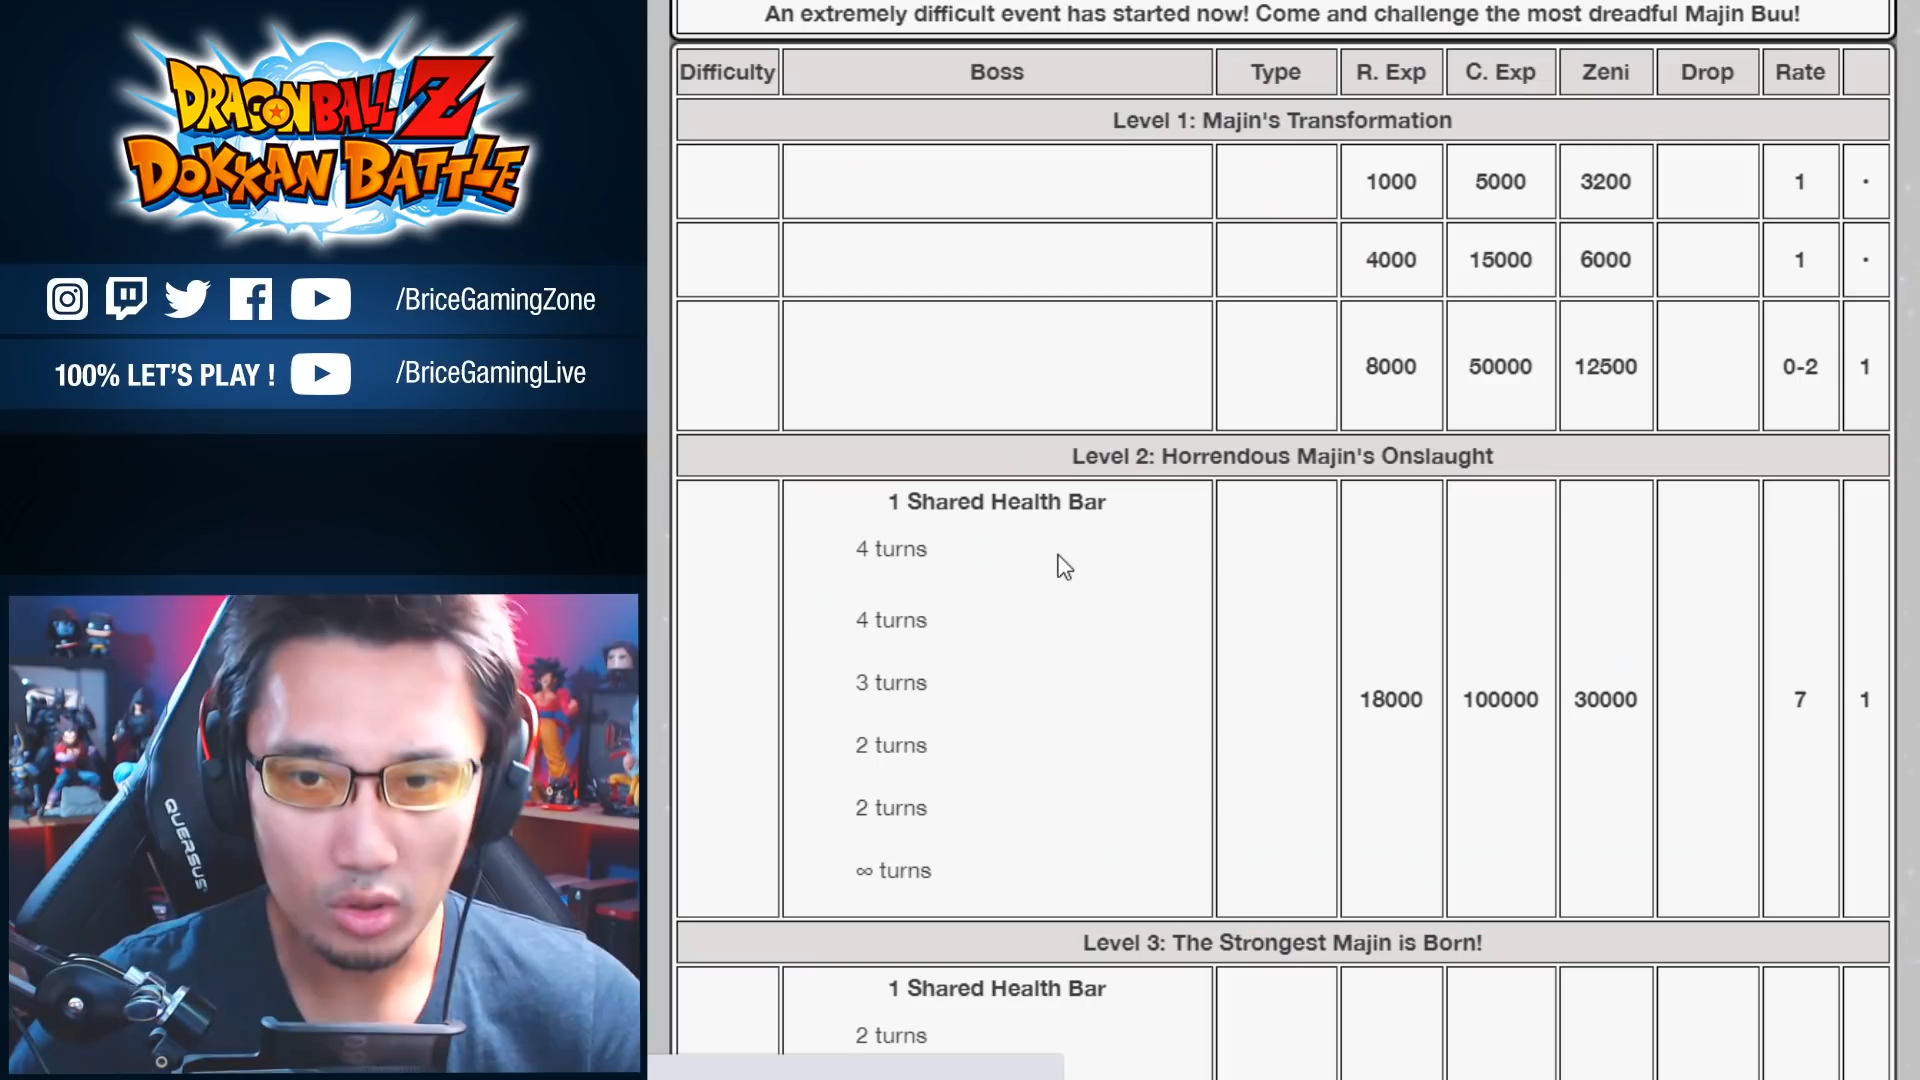 DRAGONBALL Z
DOKKAN BATTLE
/BriceGamingZone
100% LET'S PLAY !
/BriceGamingLive
QUERSUS
An extremely difficult event has started now! Come and challenge the most dreadful Majin Buu!
Difficulty Boss Type R. Exp C. Exp Zeni Drop Rate
Level 1: Majin's Transformation
1000 5000 3200 1 ·
4000 15000 6000 1 ·
8000 50000 12500 0-2 1
Level 2: Horrendous Majin's Onslaught
1 Shared Health Bar
4 turns
4 turns
3 turns
2 turns
2 turns
∞ turns
18000 100000 30000 7 1
Level 3: The Strongest Majin is Born!
1 Shared Health Bar
2 turns